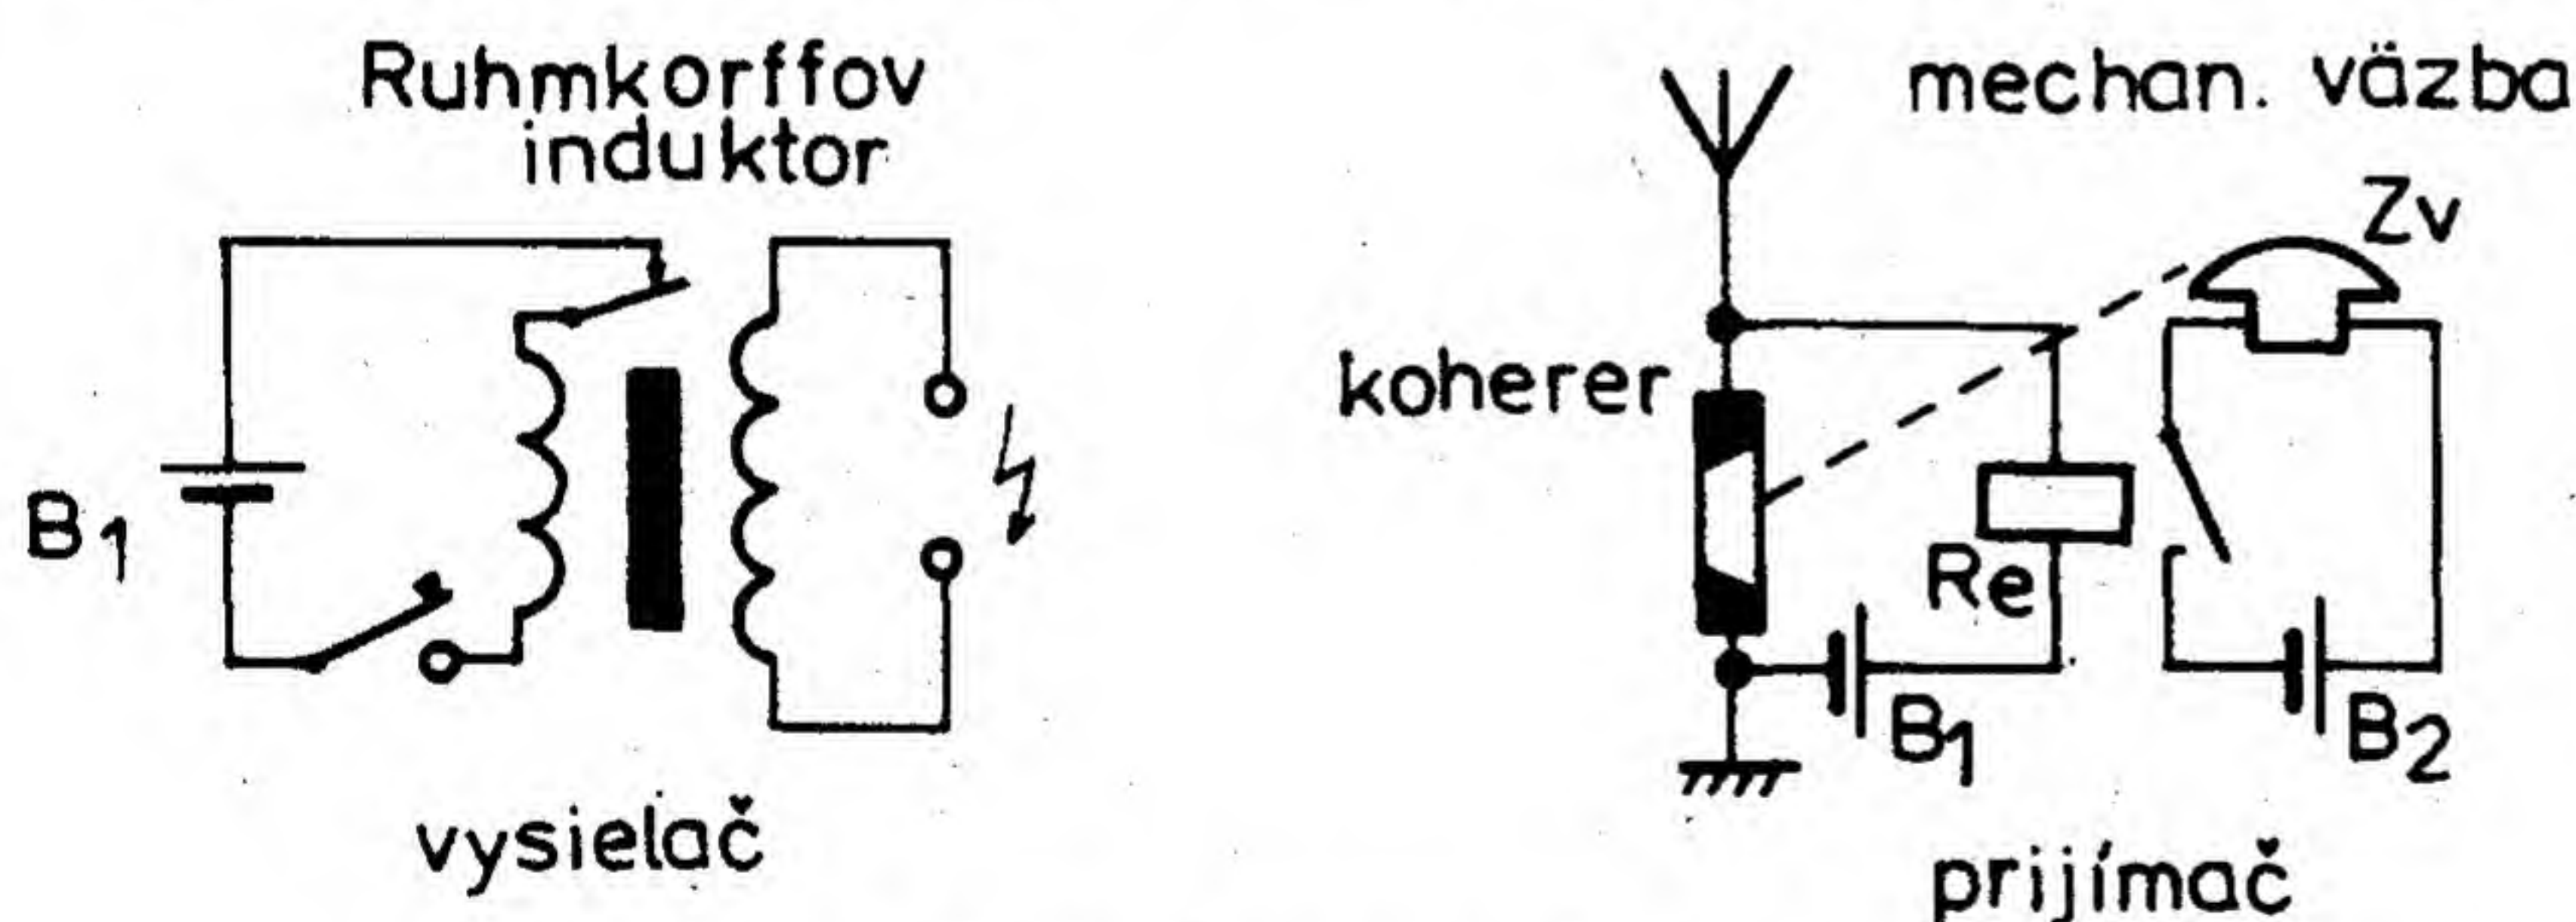 Ruhmkorffov
induktor
B1
vysielač
mechan. väzba
Zv
koherer
Re
B1
B2
prijímač